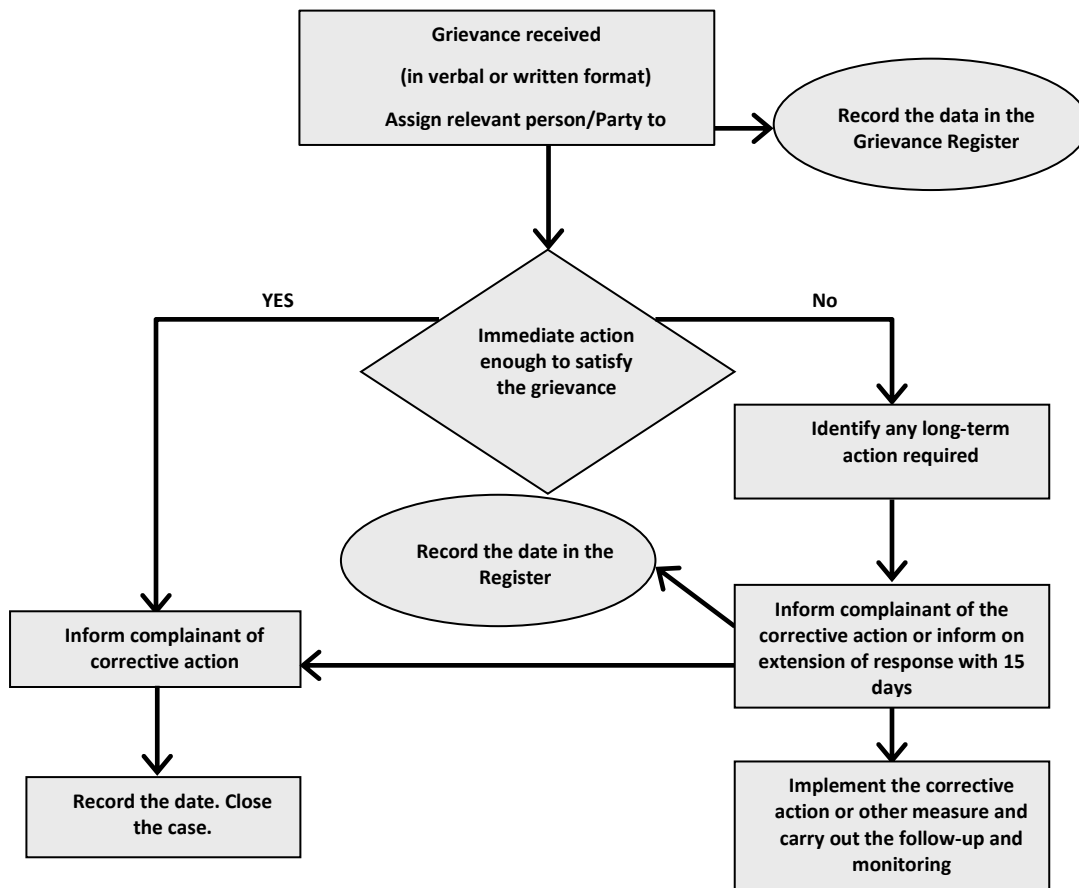 Grievance received
(in verbal or written format)
Assign relevant person/Party to
Record the data in the
Grievance Register
YES
No
Immediate action
enough to satisfy
the grievance
Identify any long-term
action required
Record the date in the
Register
Inform complainant of
corrective action
Inform complainant of the
corrective action or inform on
extension of response with 15
days
Record the date. Close
the case.
Implement the corrective
action or other measure and
carry out the follow-up and
monitoring